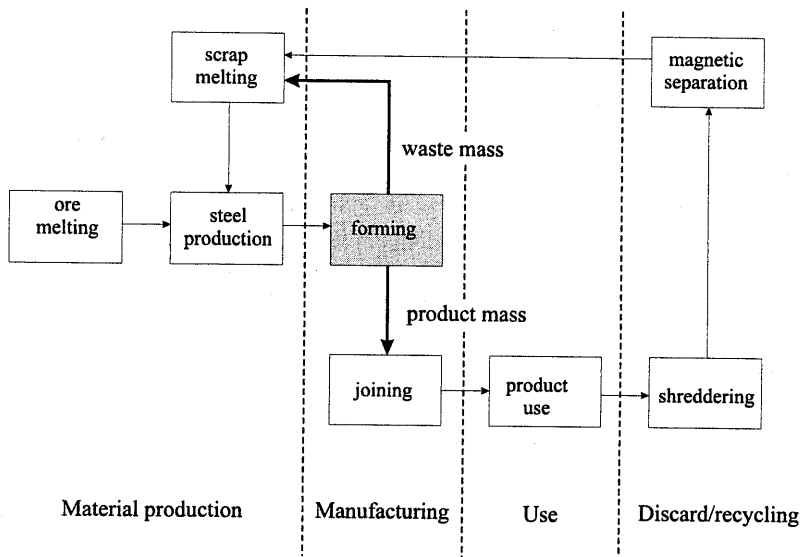 scrap
melting
magnetic
separation
waste mass
ore
melting
steel
production
forming
product mass
joining
product
use
shreddering
Material production
Manufacturing
Use
Discard/recycling